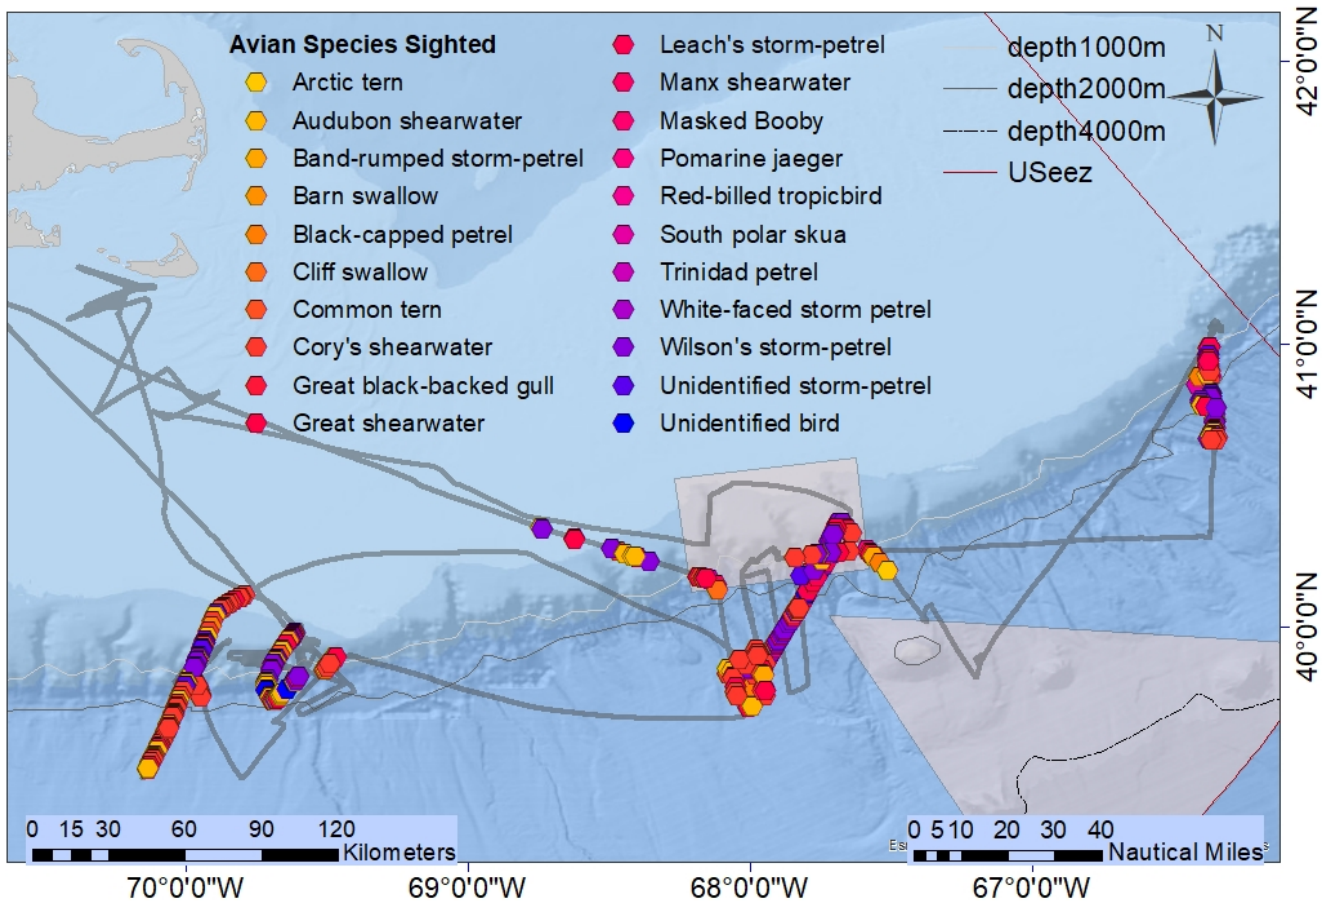 Avian Species Sighted
Arctic tern
Audubon shearwater
Band-rumped storm-petrel
Barn swallow
Black-capped petrel
Cliff swallow
Common tern
Cory's shearwater
Great black-backed gull
Great shearwater
Leach's storm-petrel
Manx shearwater
Masked Booby
Pomarine jaeger
Red-billed tropicbird
South polar skua
Trinidad petrel
White-faced storm petrel
Wilson's storm-petrel
Unidentified storm-petrel
Unidentified bird
depth1000m
depth2000m
depth4000m
USeez
N
42°0'0"N
41°0'0"N
40°0'0"N
0 15 30 60 90 120
Kilometers
0 5 10 20 30 40
Nautical Miles
70°0'0"W 69°0'0"W 68°0'0"W 67°0'0"W